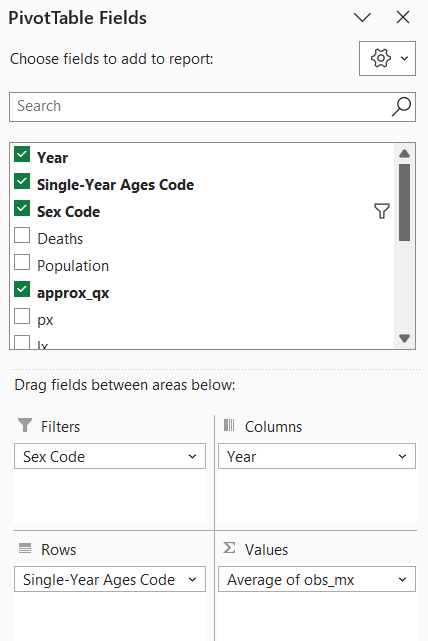 PivotTable Fields
Choose fields to add to report:
Search
Year
Single-Year Ages Code
Sex Code
Deaths
Population
approx_qx
px
lx
Drag fields between areas below:
Filters
Columns
Sex Code
Year
Rows
Σ Values
Single-Year Ages Code
Average of obs_mx